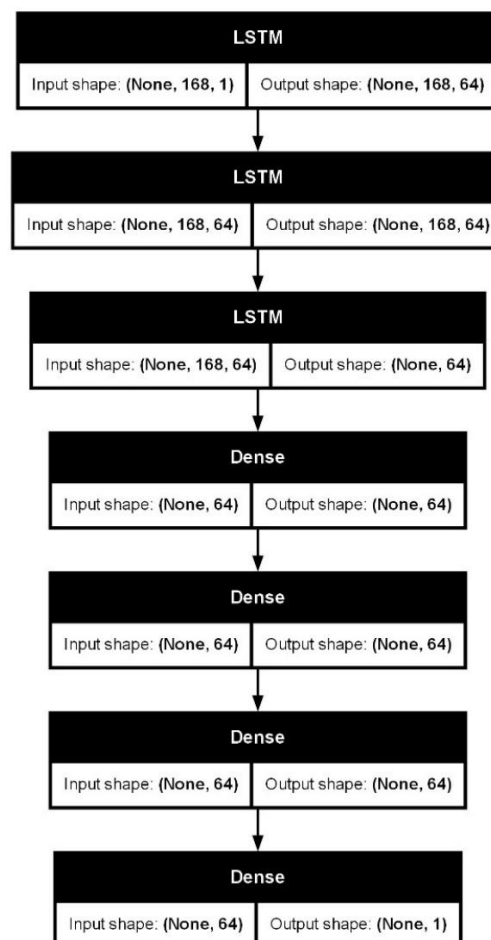 LSTM
Input shape: (None, 168, 1) Output shape: (None, 168, 64)
LSTM
Input shape: (None, 168, 64) Output shape: (None, 168, 64)
LSTM
Input shape: (None, 168, 64) Output shape: (None, 64)
Dense
Input shape: (None, 64) Output shape: (None, 64)
Dense
Input shape: (None, 64) Output shape: (None, 64)
Dense
Input shape: (None, 64) Output shape: (None, 64)
Dense
Input shape: (None, 64) Output shape: (None, 1)